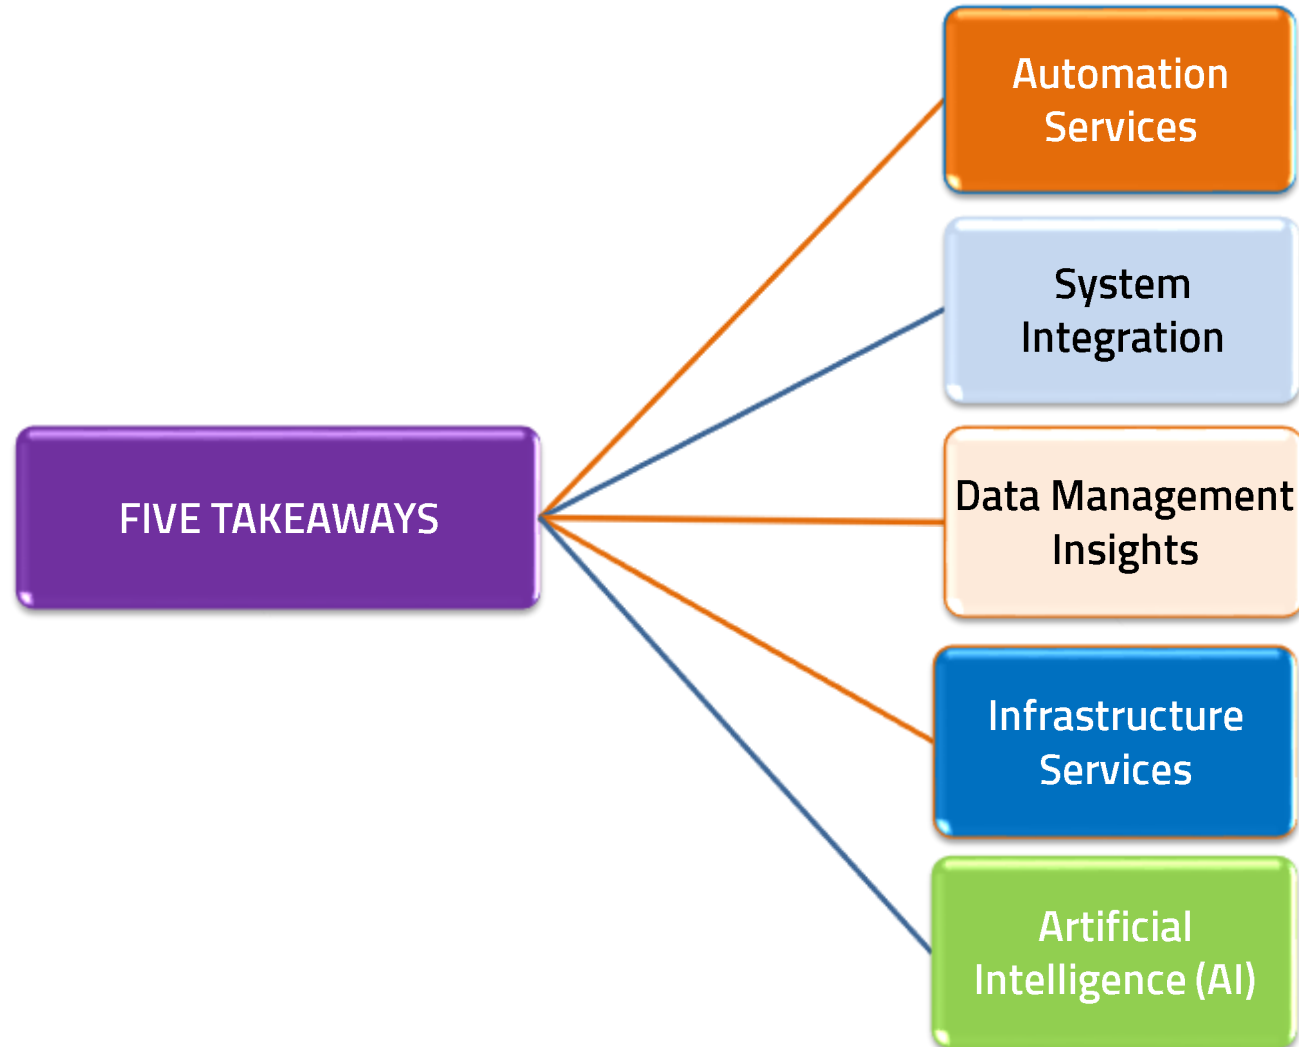 Automation
Services
System
Integration
FIVE TAKEAWAYS
Data Management
Insights
Infrastructure
Services
Artificial
Intelligence (AI)